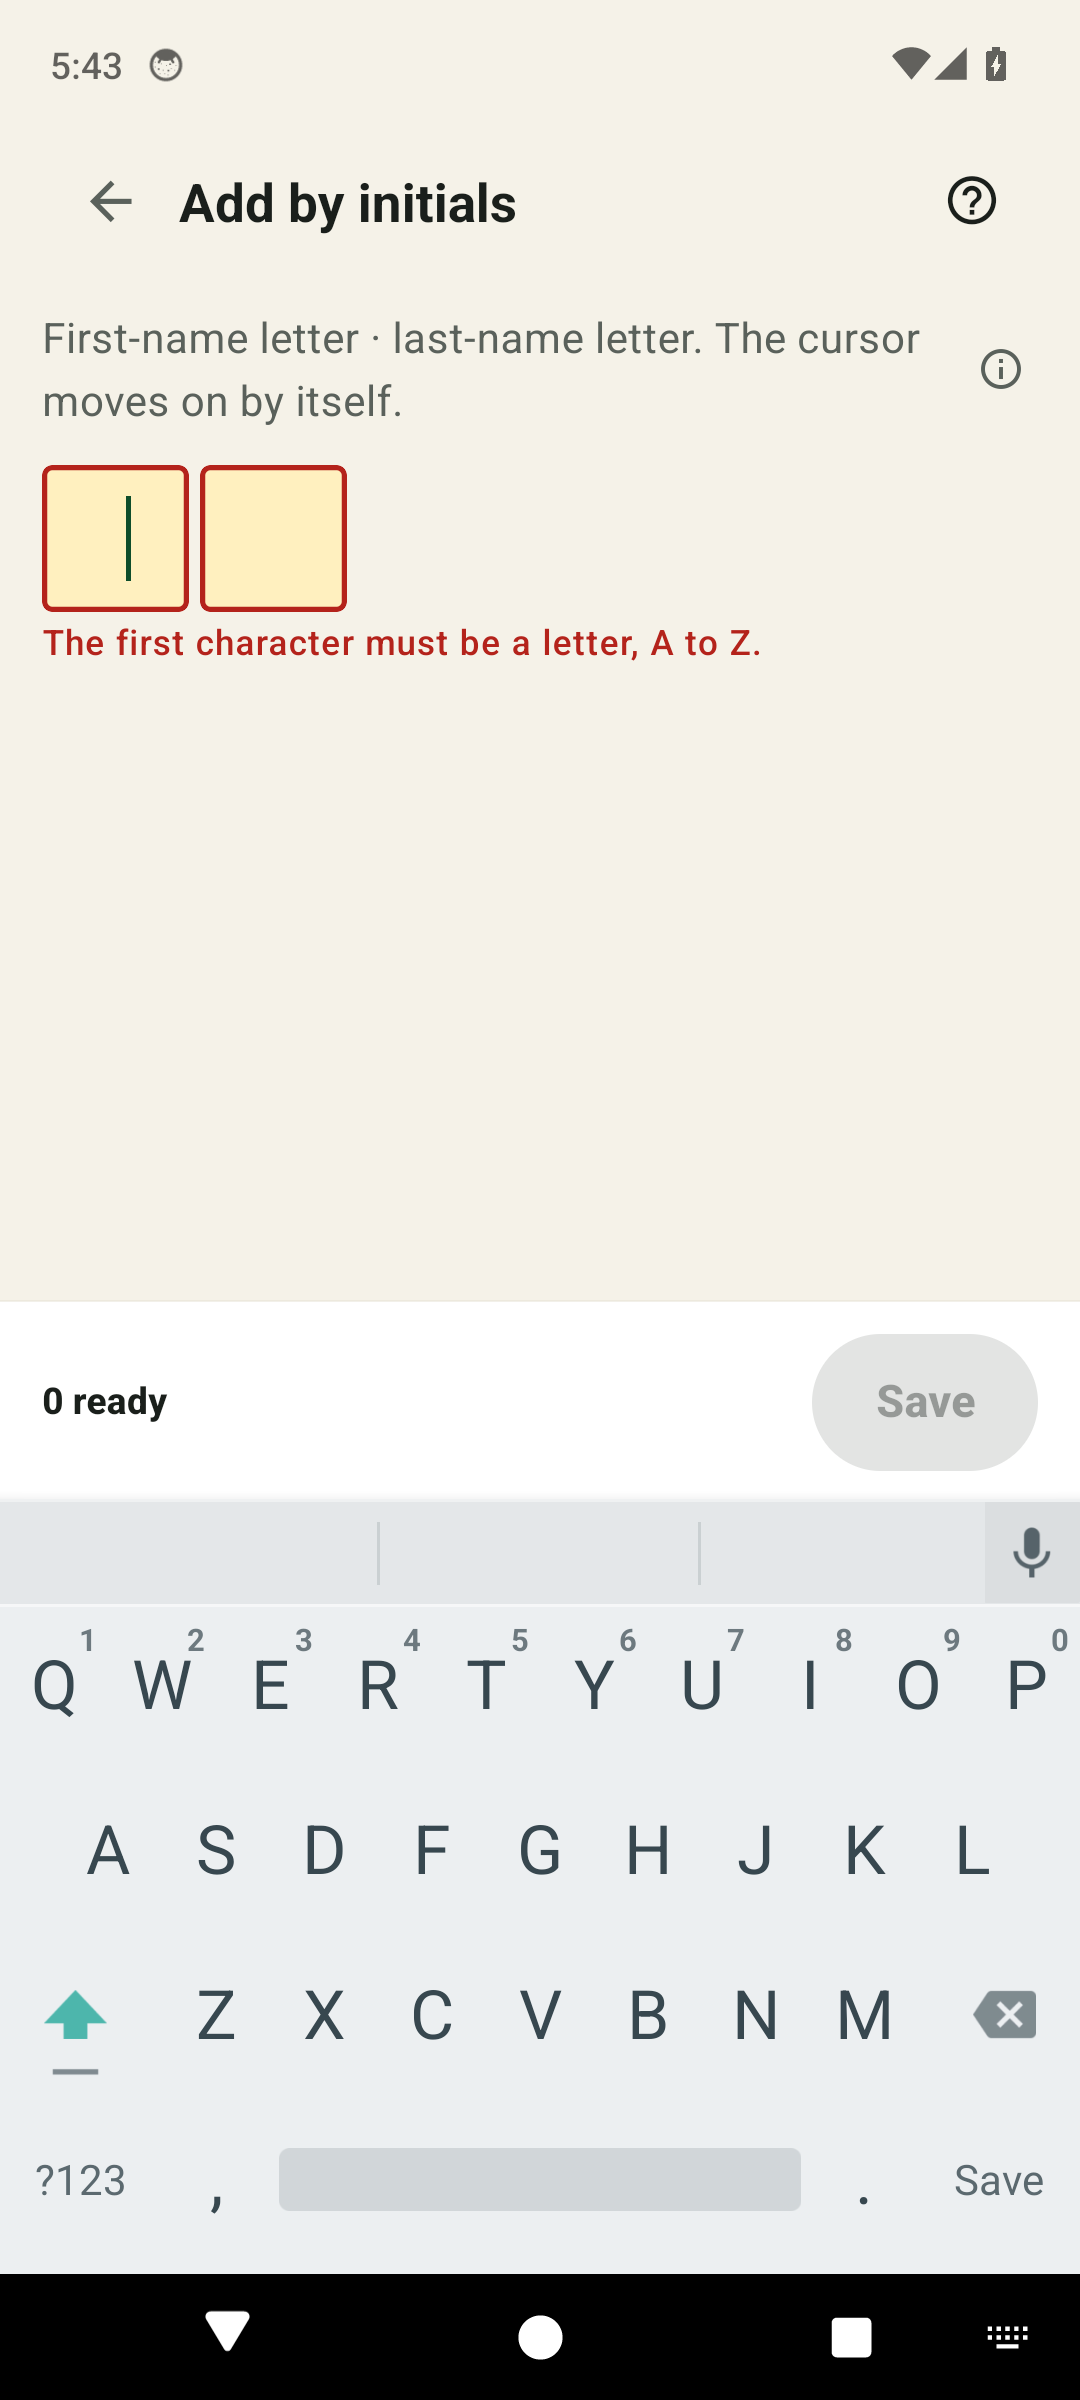 5:43
Add by initials
First-name letter · last-name letter. The cursor
moves on by itself.
The first character must be a letter, A to Z.
0 ready
Save
1 2 3 4 5 6 7 8 9 0
Q W E R T Y U I O P
A S D F G H J K L
Z X C V B N M
?123 , . Save